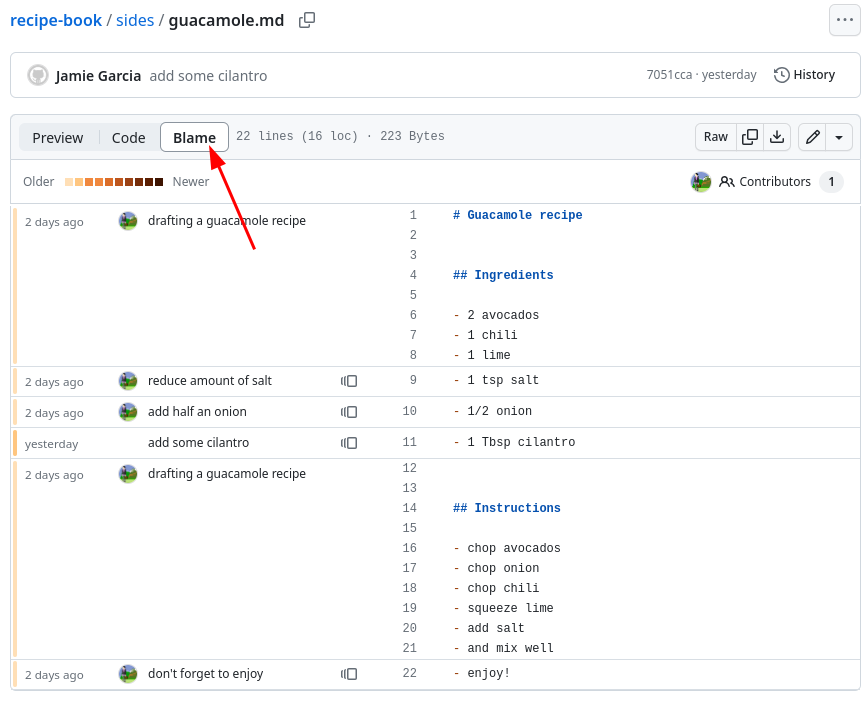 recipe-book / sides / guacamole.md
Jamie Garcia add some cilantro 7051cca · yesterday History
Preview Code Blame 22 lines (16 loc) · 223 Bytes Raw
Older Newer Contributors 1
2 days ago drafting a guacamole recipe 1 # Guacamole recipe
2
3
4 ## Ingredients
5
6 - 2 avocados
7 - 1 chili
8 - 1 lime
2 days ago reduce amount of salt 9 - 1 tsp salt
2 days ago add half an onion 10 - 1/2 onion
yesterday add some cilantro 11 - 1 Tbsp cilantro
2 days ago drafting a guacamole recipe 12
13
14 ## Instructions
15
16 - chop avocados
17 - chop onion
18 - chop chili
19 - squeeze lime
20 - add salt
21 - and mix well
2 days ago don't forget to enjoy 22 - enjoy!